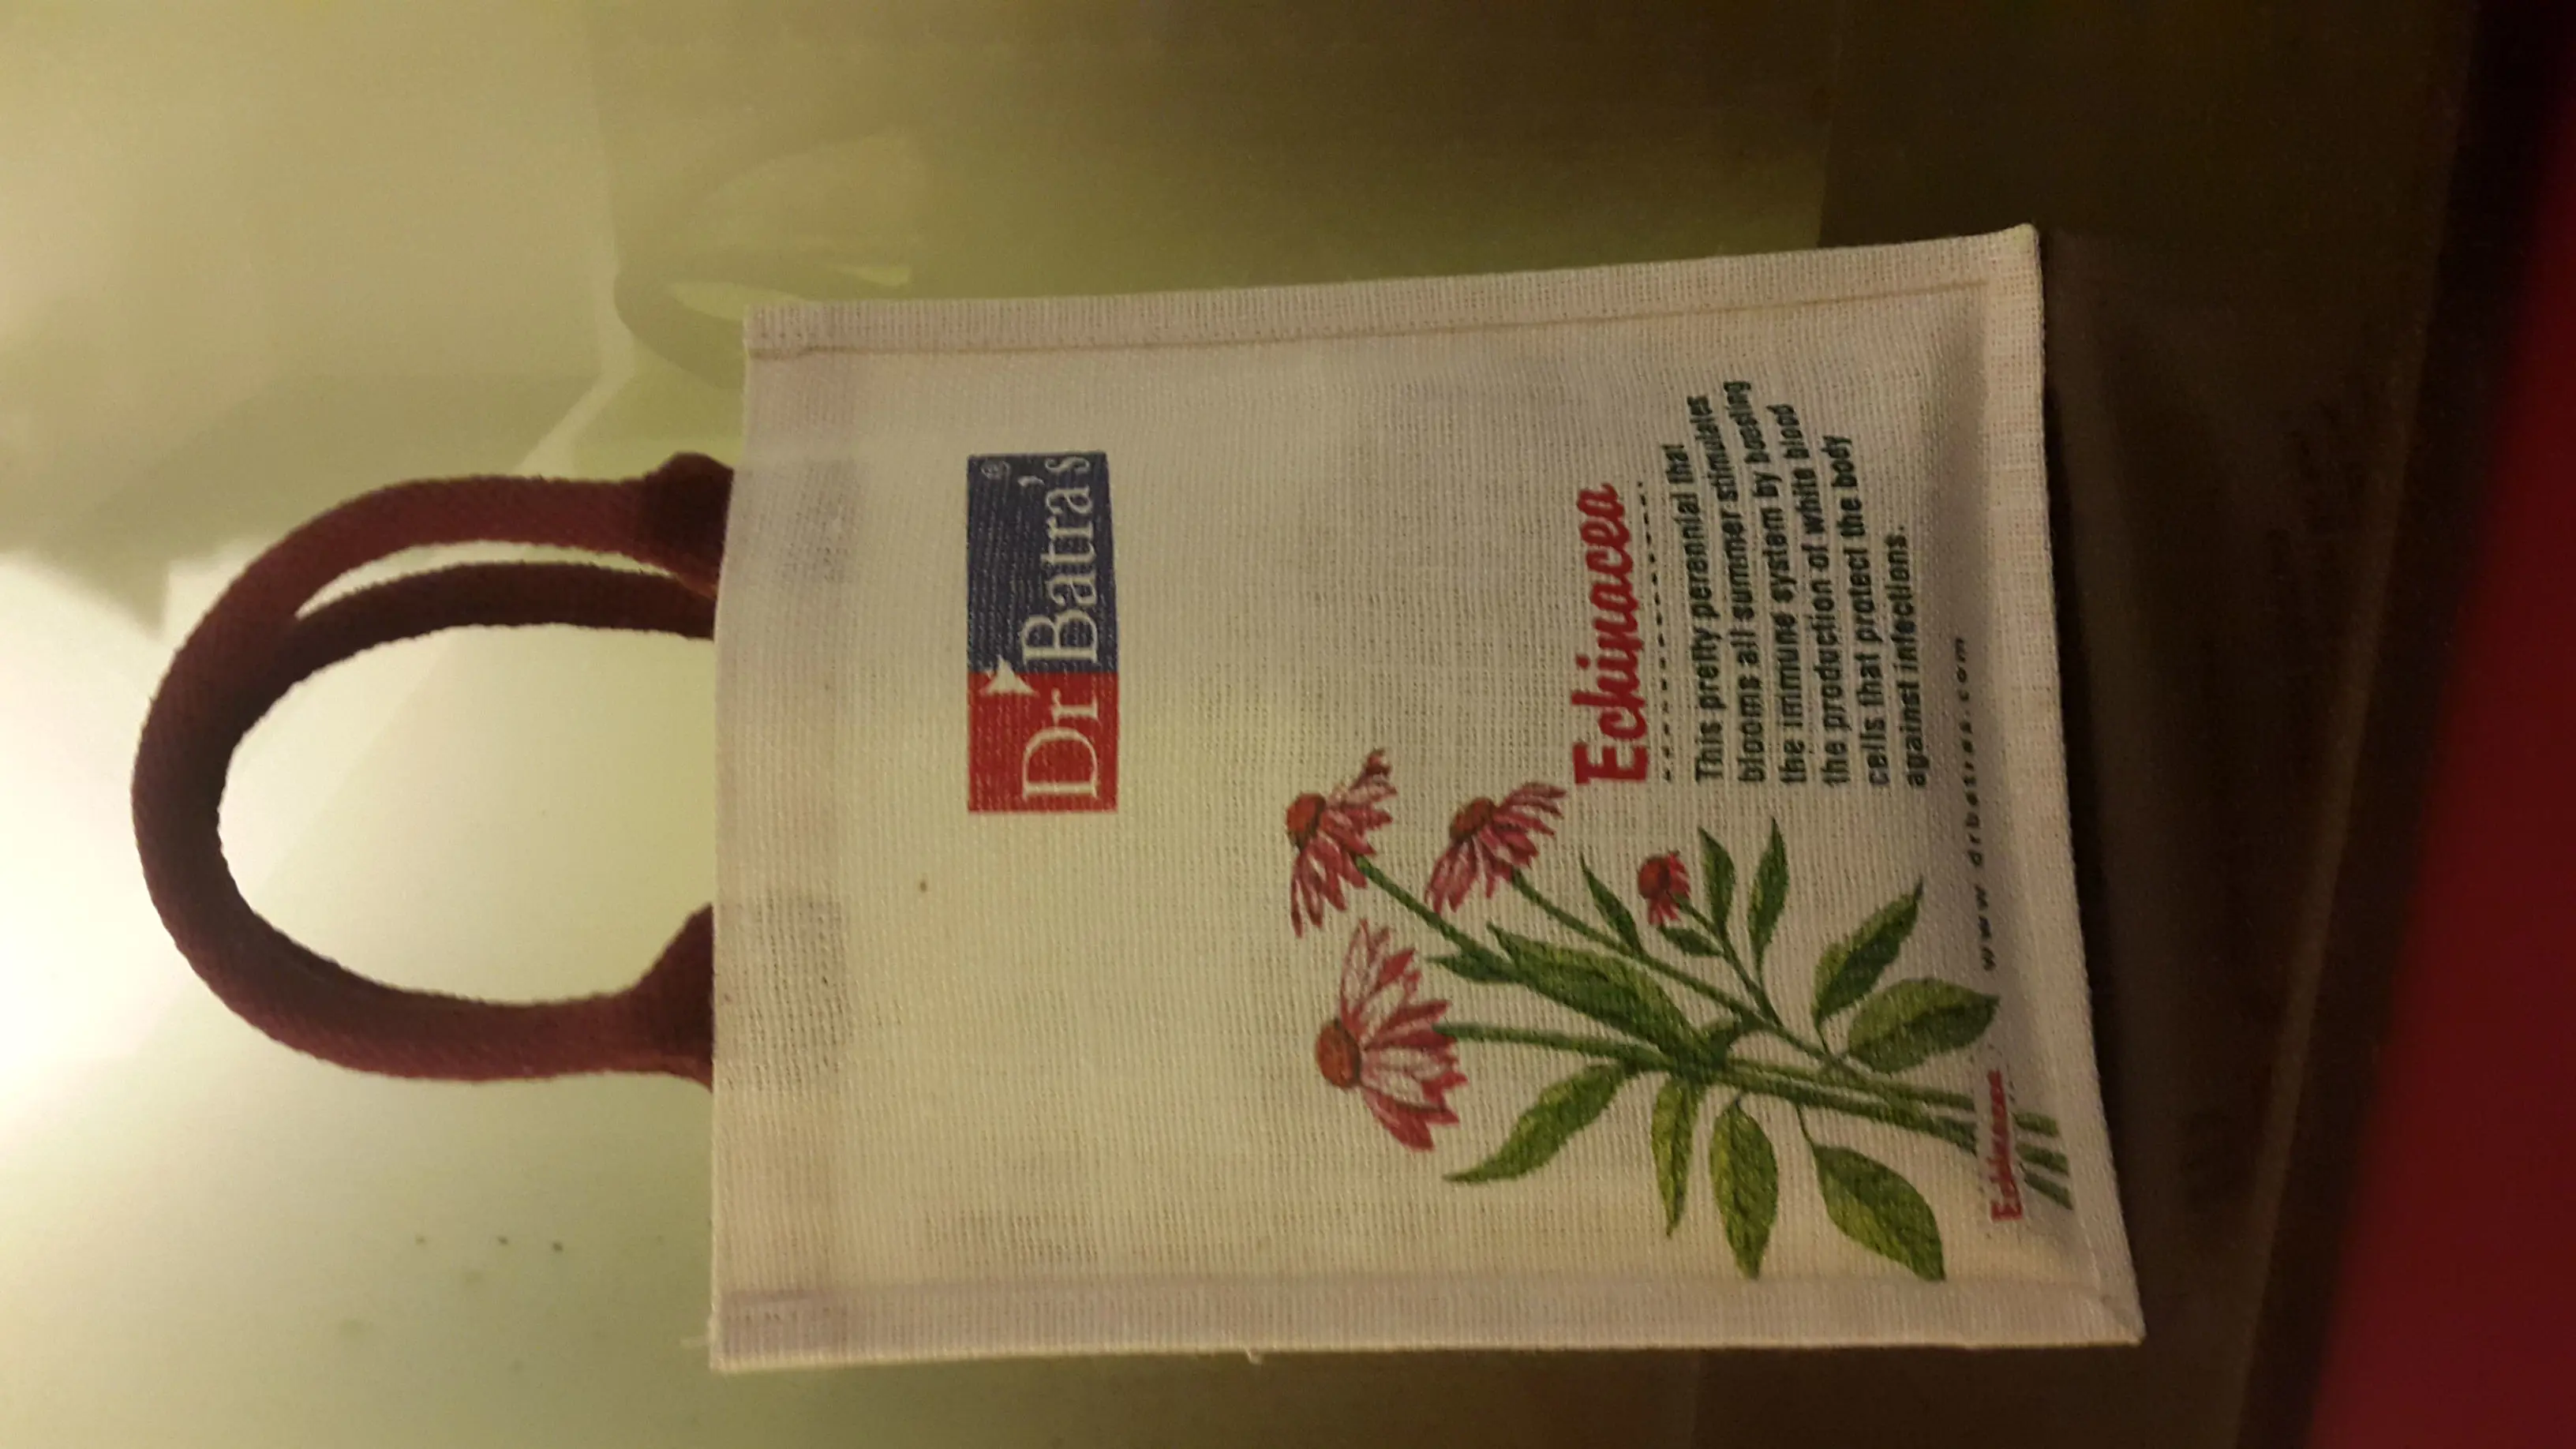 Dr Batra's®
Echinacea
This pretty perennial that
blooms all summer stimulates
the immune system by boosting
the production of white blood
cells that protect the body
against infections.
www.drbatras.com
Echinacea